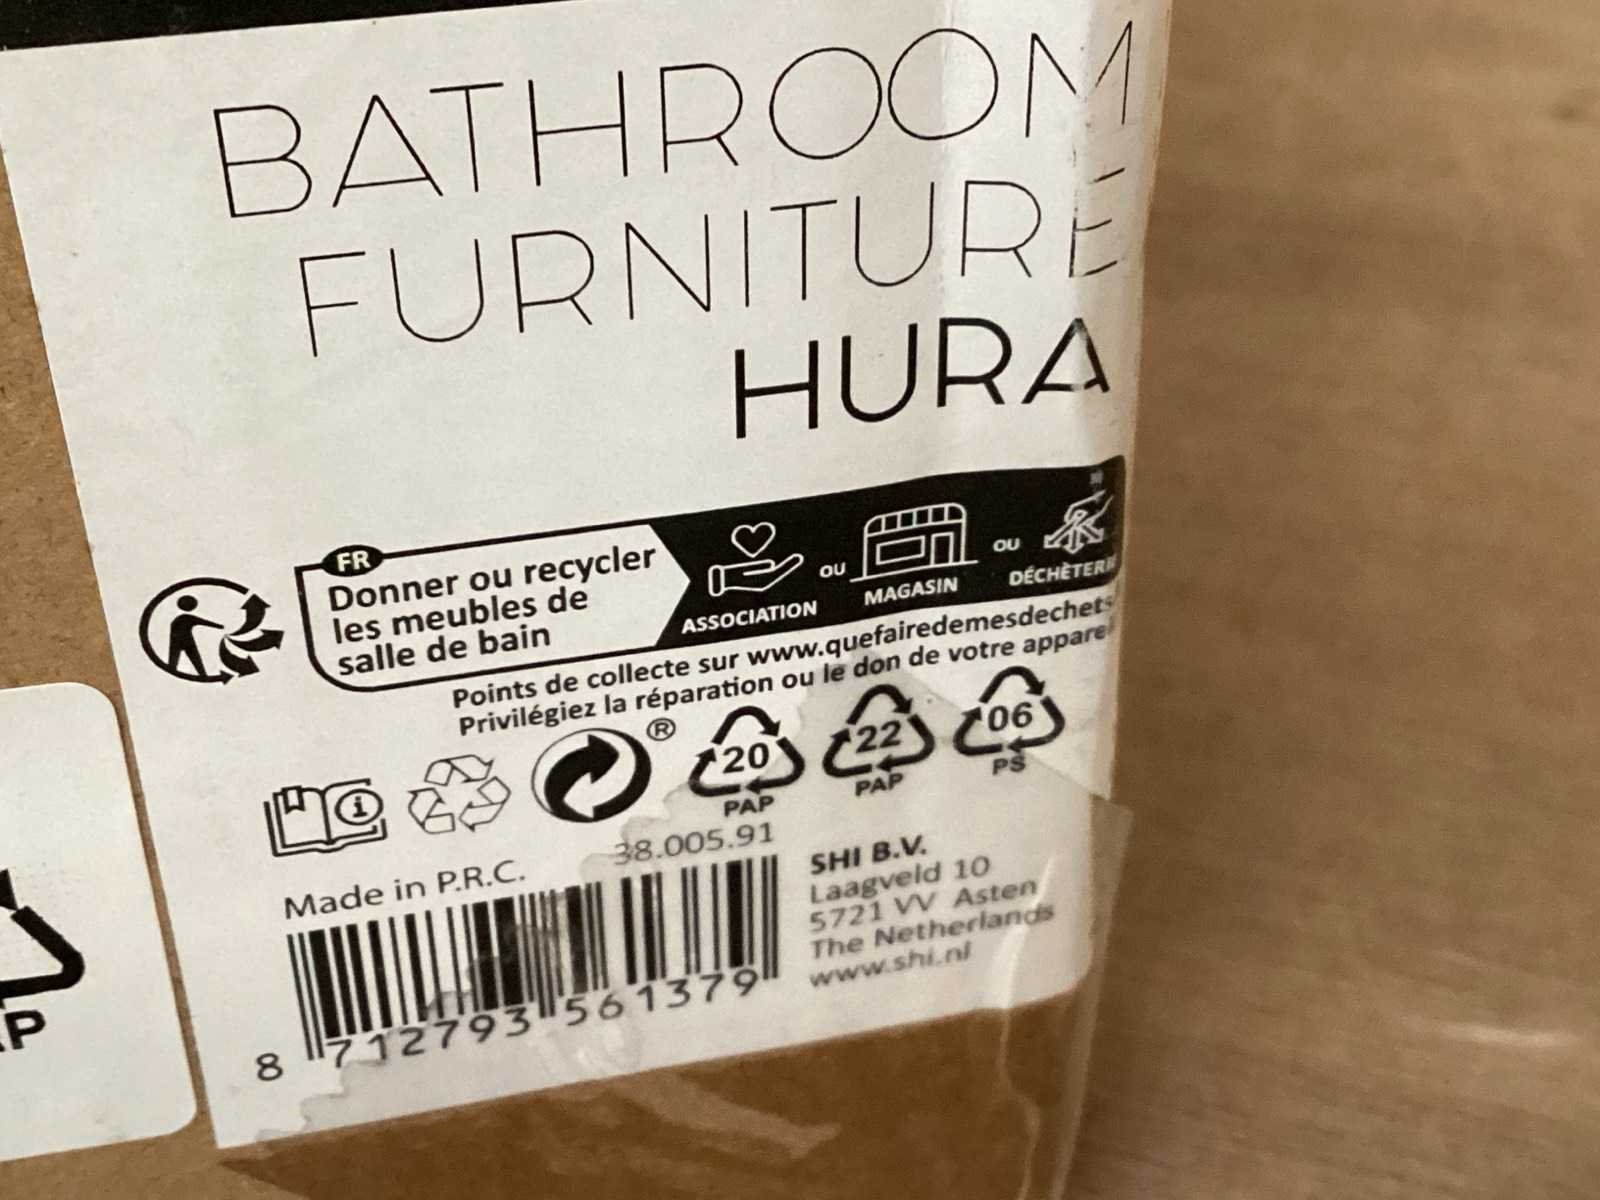 BATHROOM
FURNITURE
HURA
FR
Donner ou recycler
les meubles de
salle de bain
ASSOCIATION
OU
MAGASIN
OU
DÉCHÈTERI
Points de collecte sur www.quefairedemesdechets
Privilégiez la réparation ou le don de votre appareil
®
20
PAP
22
PAP
06
PS
38.005.91
Made in P.R.C.
SHI B.V.
Laagveld 10
5721 VV Asten
The Netherlands
www.shi.nl
8 712793 561379
AP